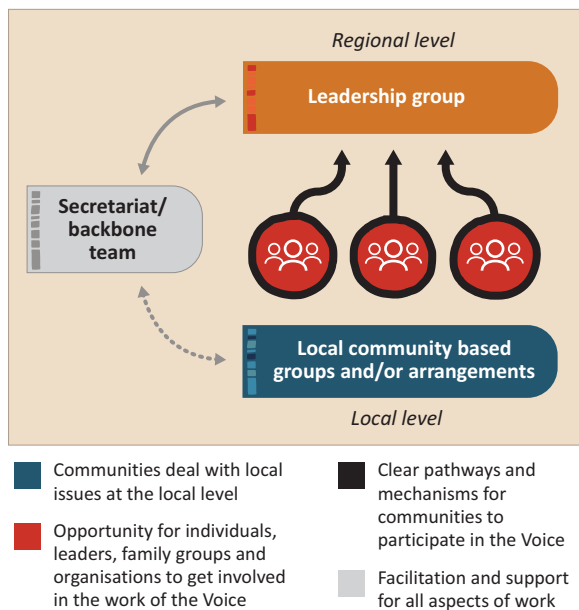 Regional level
Leadership group
Secretariat/
backbone
team
Local community based
groups and/or arrangements
Local level
Communities deal with local
issues at the local level
Opportunity for individuals,
leaders, family groups and
organisations to get involved
in the work of the Voice
Clear pathways and
mechanisms for
communities to
participate in the Voice
Facilitation and support
for all aspects of work